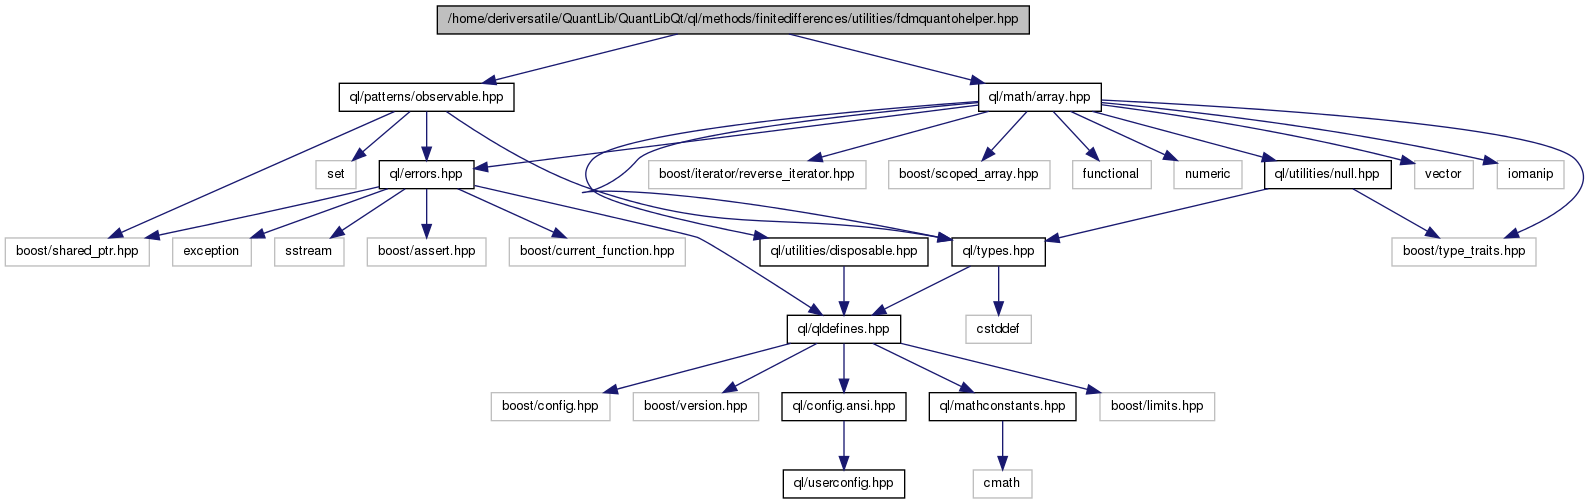 /home/deriversatile/QuantLib/QuantLibQt/ql/methods/finitedifferences/utilities/fdmquantohelper.hpp
ql/patterns/observable.hpp
ql/math/array.hpp
set
ql/errors.hpp
boost/iterator/reverse_iterator.hpp
boost/scoped_array.hpp
functional
numeric
ql/utilities/null.hpp
vector
iomanip
boost/shared_ptr.hpp
exception
sstream
boost/assert.hpp
boost/current_function.hpp
ql/utilities/disposable.hpp
ql/types.hpp
boost/type_traits.hpp
ql/qldefines.hpp
cstddef
boost/config.hpp
boost/version.hpp
ql/config.ansi.hpp
ql/mathconstants.hpp
boost/limits.hpp
ql/userconfig.hpp
cmath